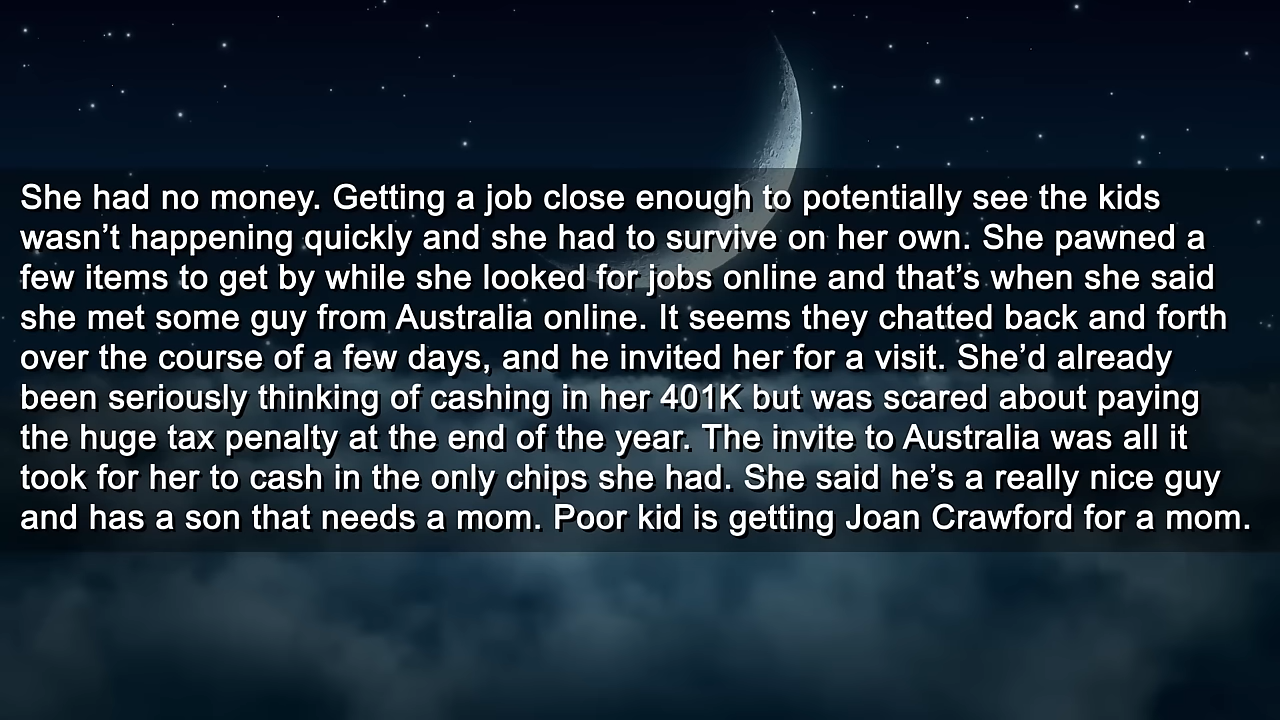 She had no money. Getting a job close enough to potentially see the kids
wasn’t happening quickly and she had to survive on her own. She pawned a
few items to get by while she looked for jobs online and that’s when she said
she met some guy from Australia online. It seems they chatted back and forth
over the course of a few days, and he invited her for a visit. She’d already
been seriously thinking of cashing in her 401K but was scared about paying
the huge tax penalty at the end of the year. The invite to Australia was all it
took for her to cash in the only chips she had. She said he’s a really nice guy
and has a son that needs a mom. Poor kid is getting Joan Crawford for a mom.